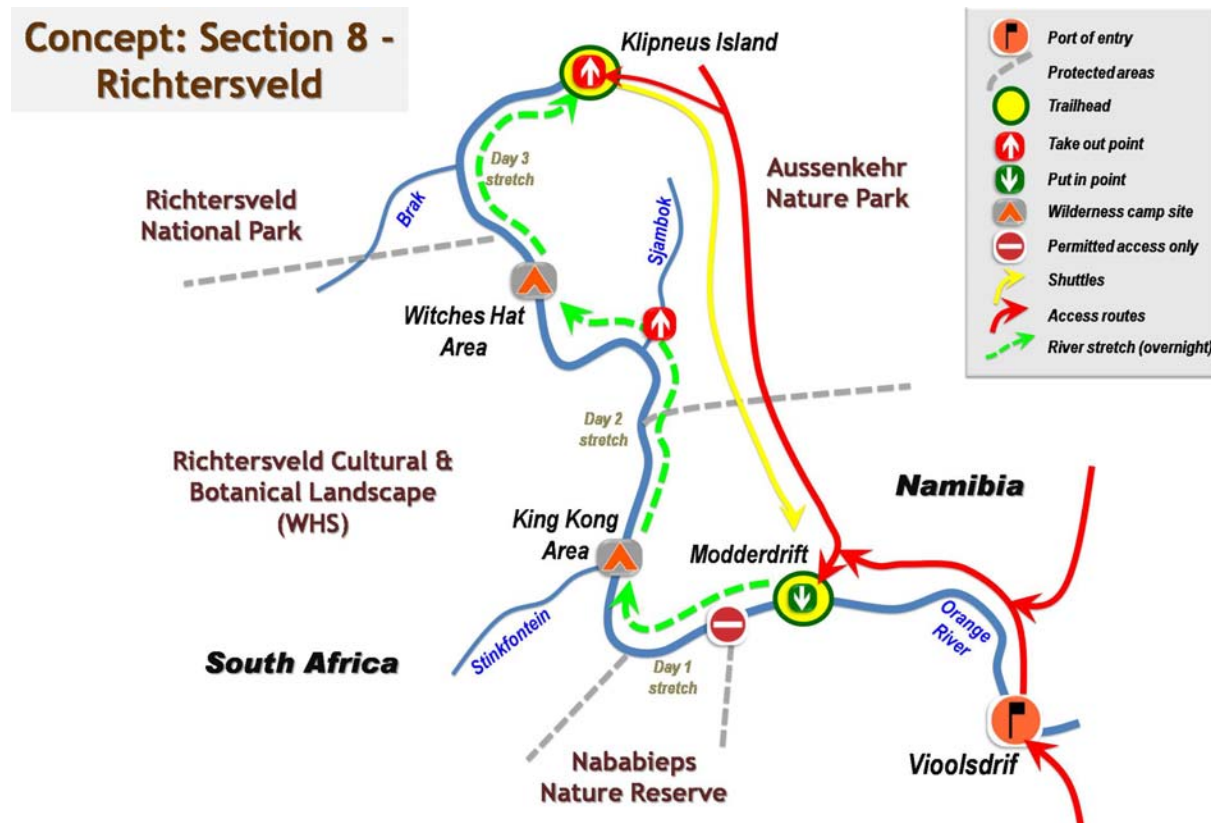 Concept: Section 8 -
Richtersveld
Klipneus Island
Port of entry
Protected areas
Trailhead
Take out point
Put in point
Wilderness camp site
Permitted access only
Shuttles
Access routes
River stretch (overnight)
Day 3
stretch
Aussenkehr
Nature Park
Richtersveld
National Park
Brak
Sjambok
Witches Hat
Area
Day 2
stretch
Richtersveld Cultural &
Botanical Landscape
(WHS)
Namibia
King Kong
Area
Modderdrift
Orange
River
Stinkfontein
South Africa
Day 1
stretch
Vioolsdrif
Nababieps
Nature Reserve